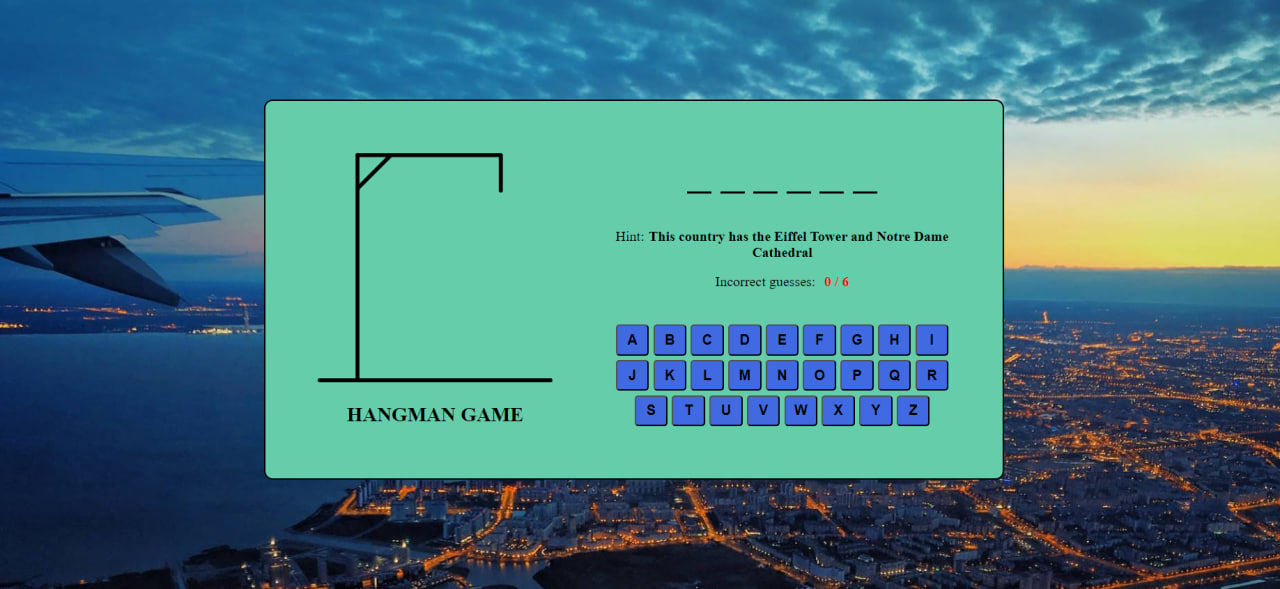 Hint: This country has the Eiffel Tower and Notre Dame
Cathedral
Incorrect guesses: 0 / 6
A B C D E F G H I
J K L M N O P Q R
S T U V W X Y Z
HANGMAN GAME